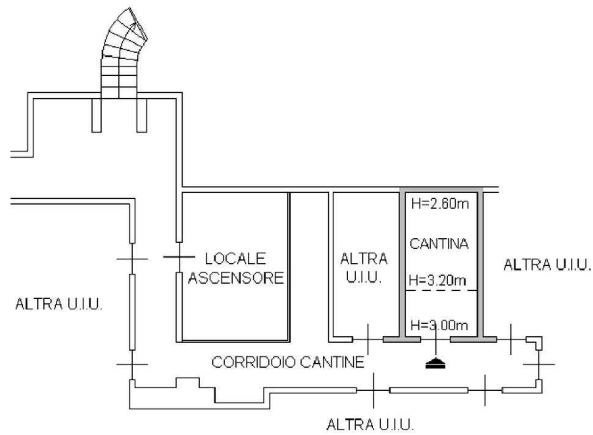 H=2.60m
CANTINA
LOCALE
ASCENSORE
ALTRA
U.I.U.
ALTRA U.I.U.
H=3.20m
ALTRA U.I.U.
H=3.00m
CORRIDOIO CANTINE
ALTRA U.I.U.